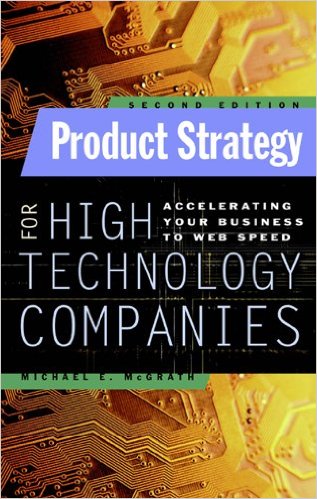 SECOND EDITION
Product Strategy
FOR HIGH TECHNOLOGY COMPANIES
ACCELERATING
YOUR BUSINESS
TO WEB SPEED
MICHAEL E. McGRATH